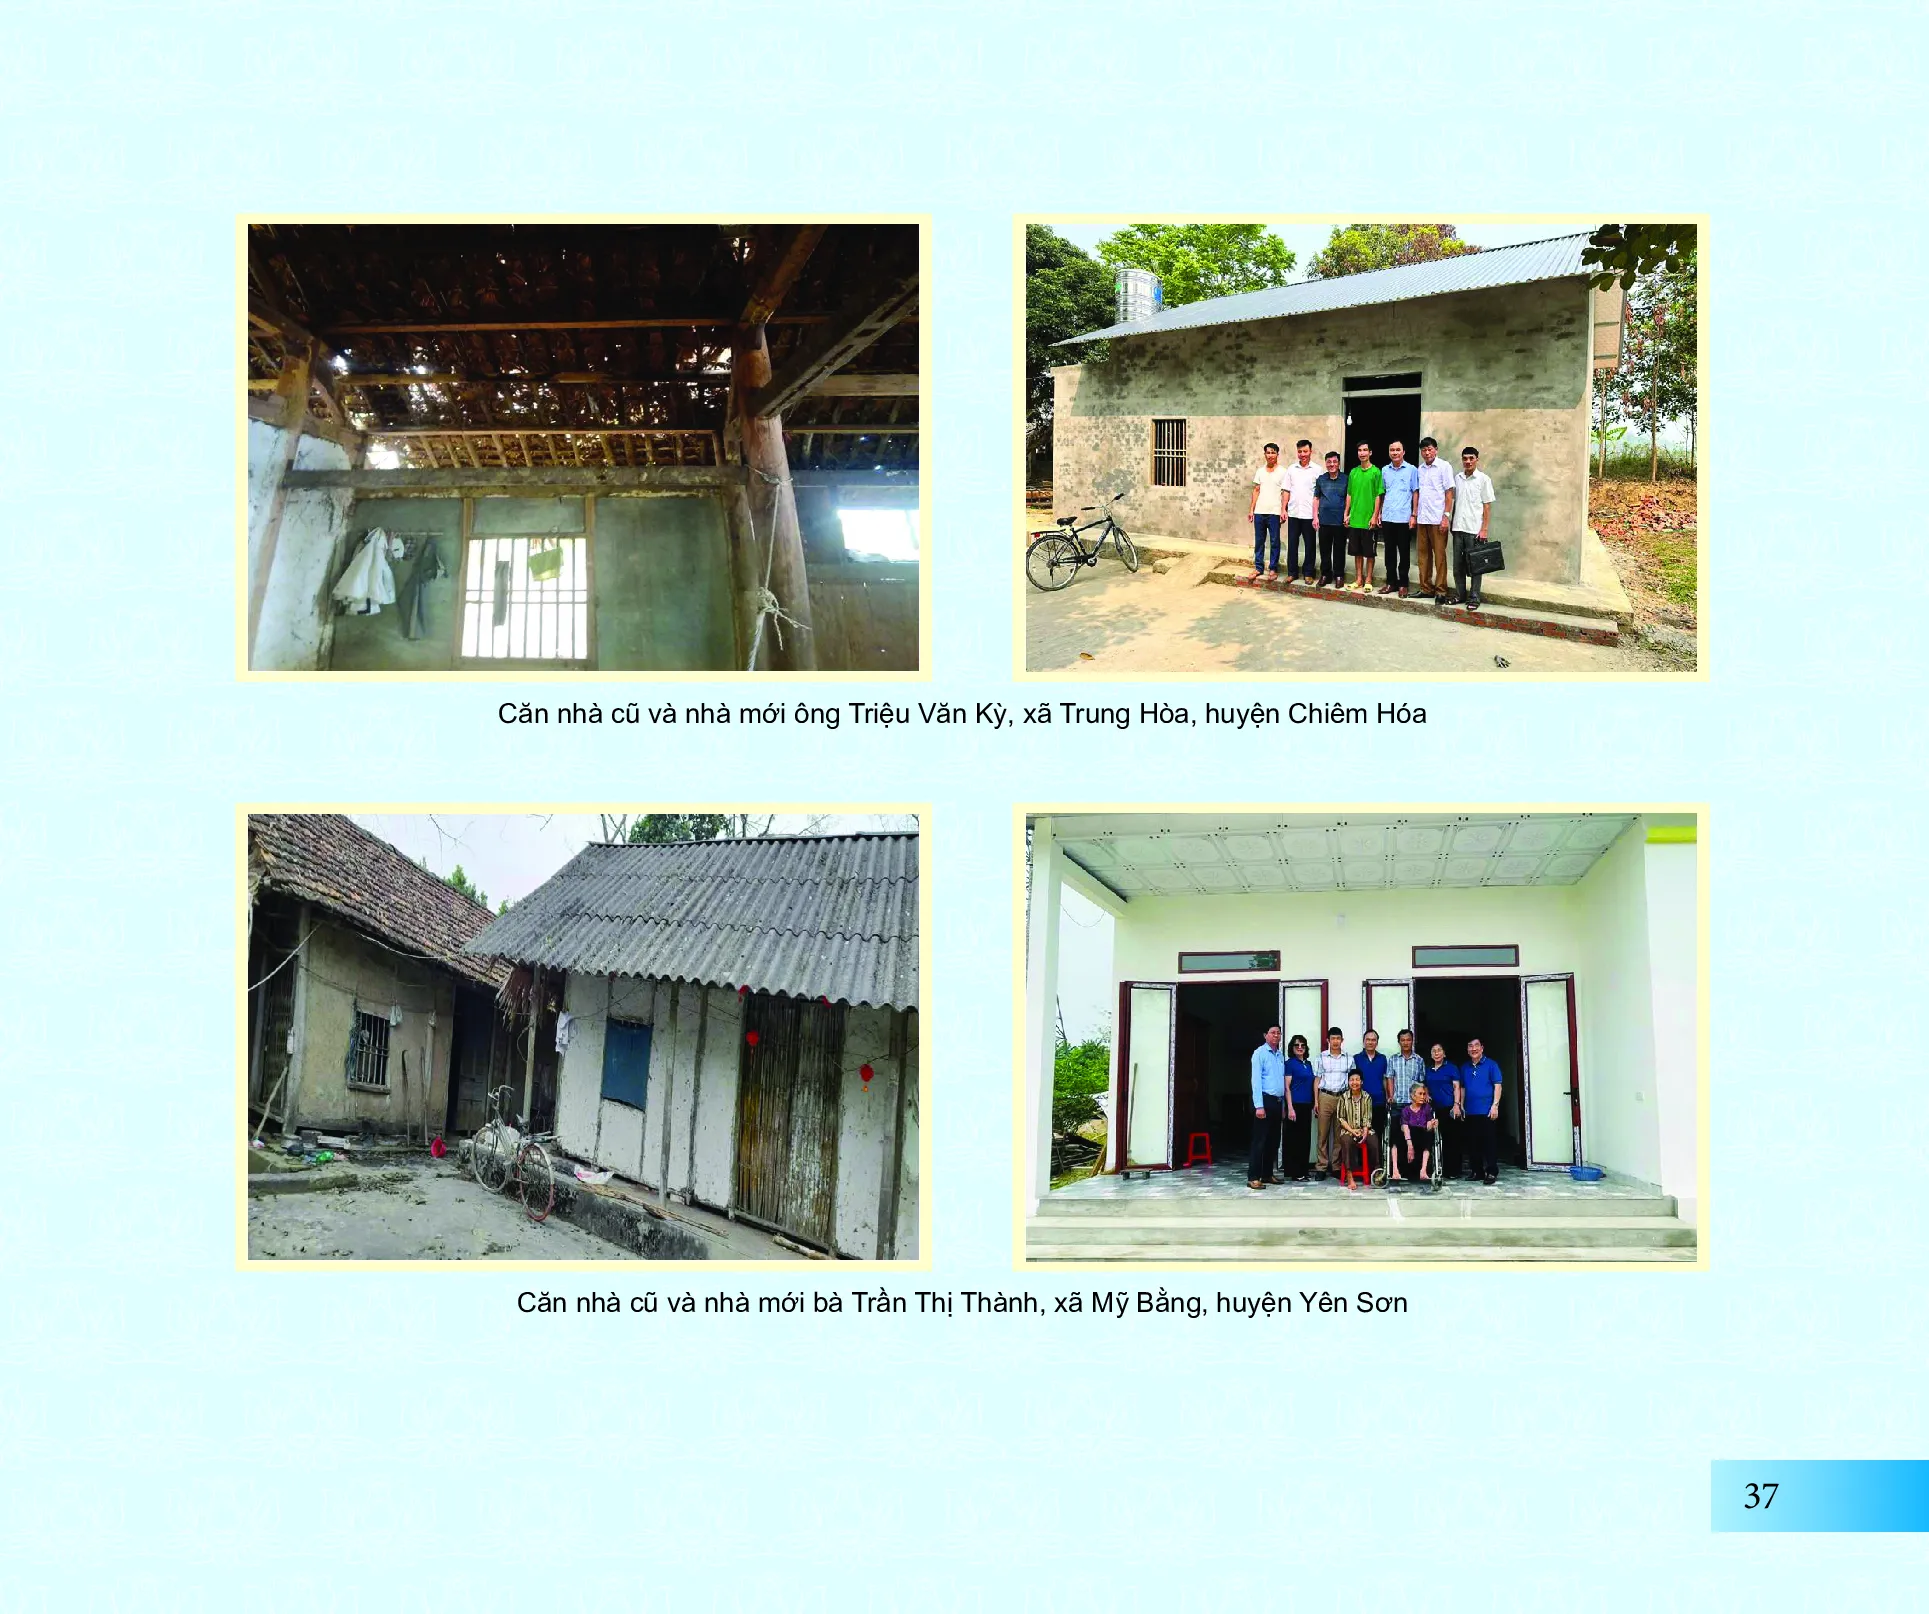 Căn nhà cũ và nhà mới ông Triệu Văn Kỳ, xã Trung Hòa, huyện Chiêm Hóa
Căn nhà cũ và nhà mới bà Trần Thị Thành, xã Mỹ Bằng, huyện Yên Sơn
37